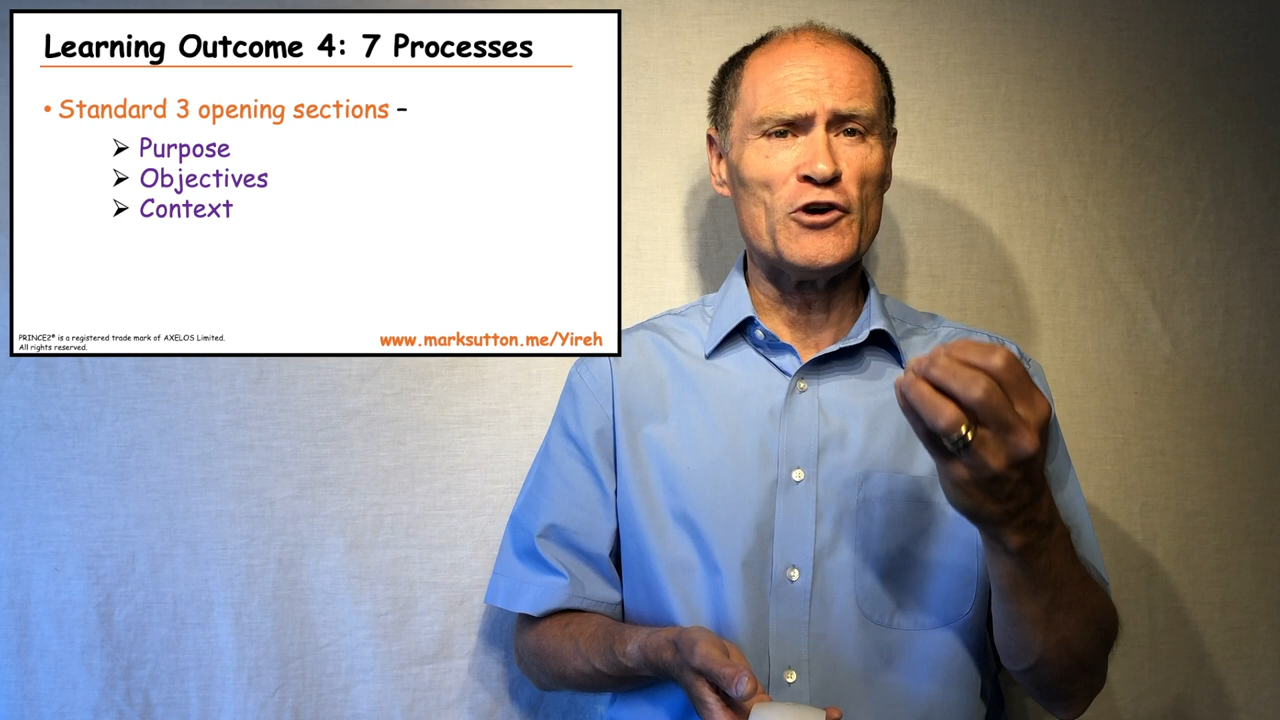 Learning Outcome 4: 7 Processes
• Standard 3 opening sections –
➢ Purpose
➢ Objectives
➢ Context
PRINCE2® is a registered trade mark of AXELOS Limited.
All rights reserved.
www.marksutton.me/Yireh